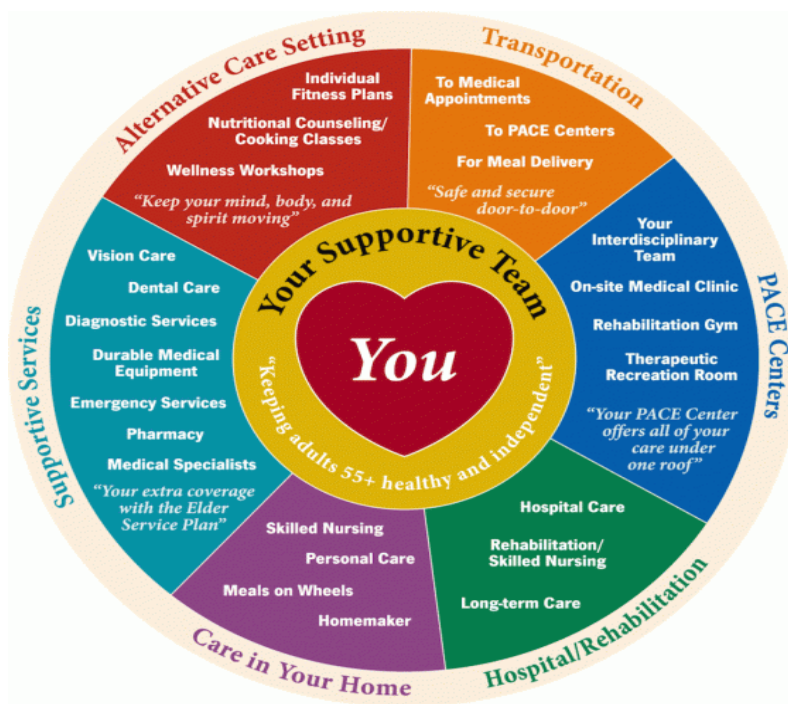 Alternative Care Setting
Individual
Fitness Plans
Nutritional Counseling/
Cooking Classes
Wellness Workshops
“Keep your mind, body, and
spirit moving”
Transportation
To Medical
Appointments
To PACE Centers
For Meal Delivery
“Safe and secure
door-to-door”
PACE Centers
Your
Interdisciplinary
Team
On-site Medical Clinic
Rehabilitation Gym
Therapeutic
Recreation Room
“Your PACE Center
offers all of your
care under
one roof”
Hospital/Rehabilitation
Hospital Care
Rehabilitation/
Skilled Nursing
Long-term Care
Care in Your Home
Skilled Nursing
Personal Care
Meals on Wheels
Homemaker
Supportive Services
Vision Care
Dental Care
Diagnostic Services
Durable Medical
Equipment
Emergency Services
Pharmacy
Medical Specialists
“Your extra coverage
with the Elder
Service Plan”
Your Supportive Team
You
“Keeping adults 55+ healthy and independent”